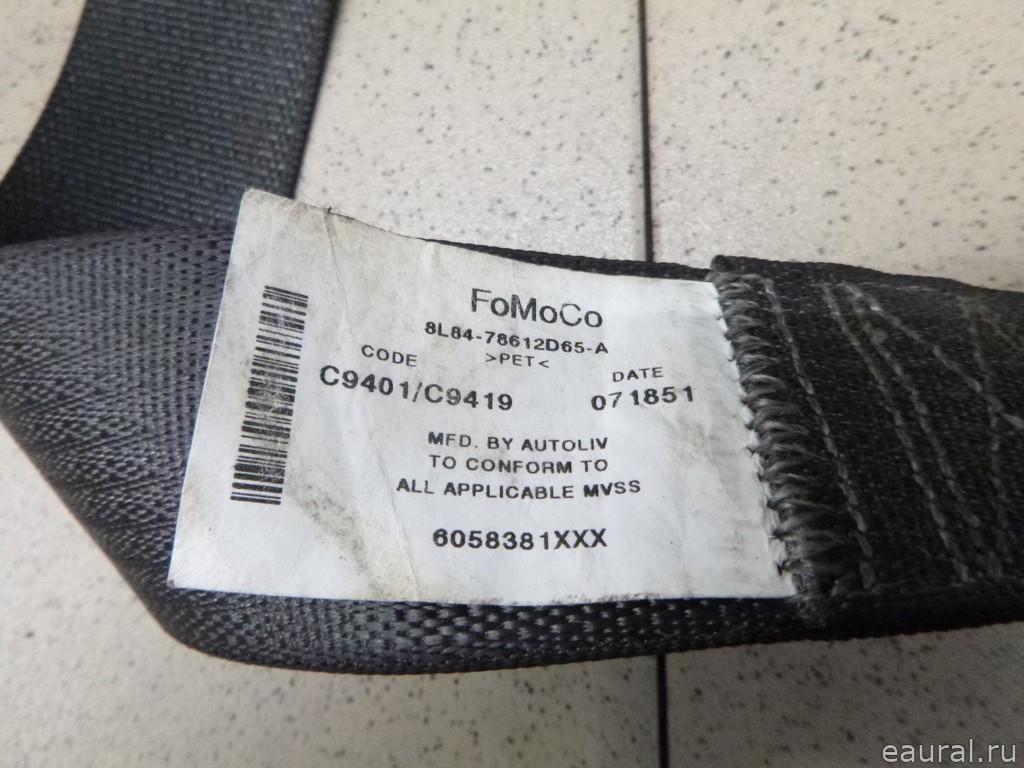 FoMoCo
8L84-78612D65-A
>PET<
CODE DATE
C9401/C9419 071851
MFD. BY AUTOLIV
TO CONFORM TO
ALL APPLICABLE MVSS
6058381XXX
eaural.ru